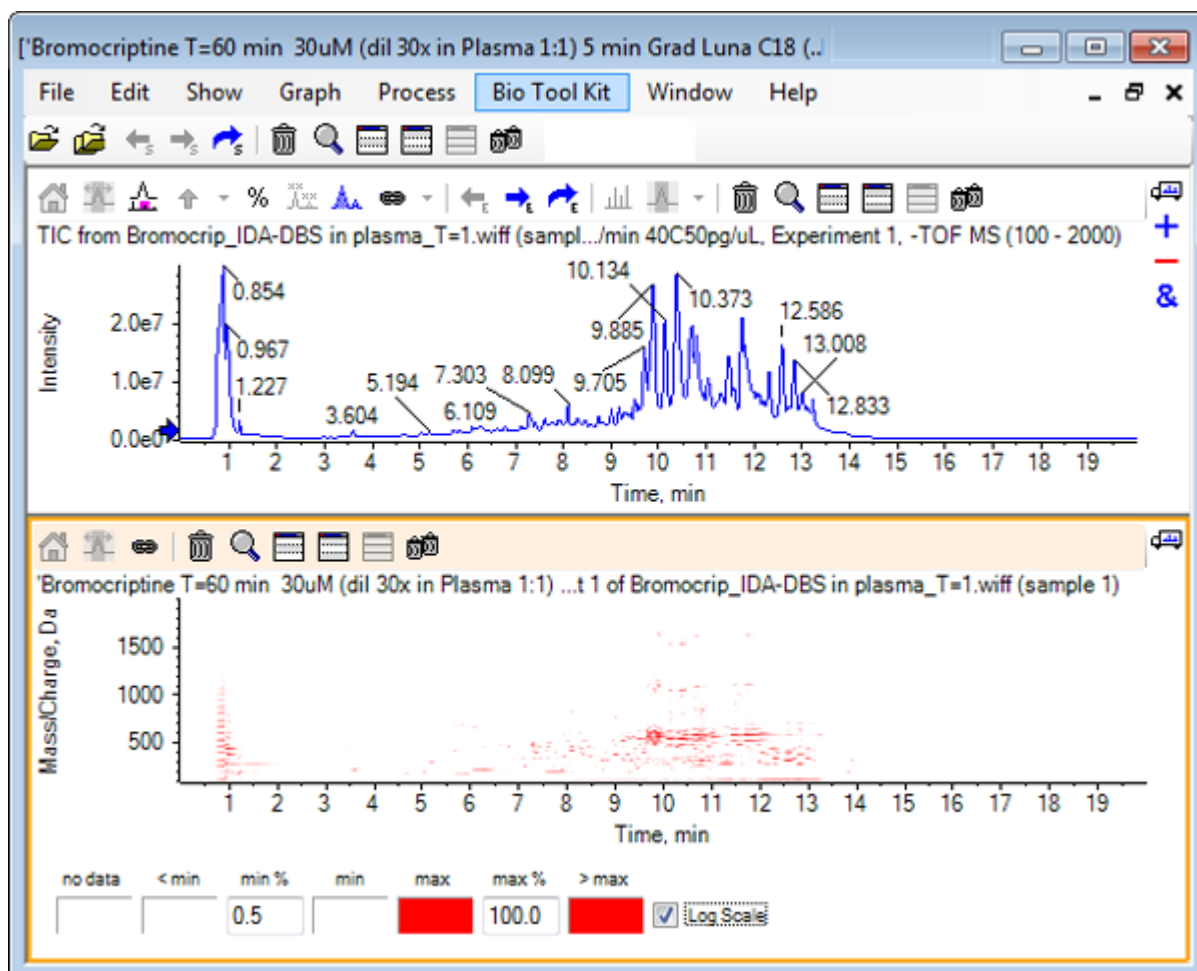 ['Bromocriptine T=60 min  30uM (dil 30x in Plasma 1:1) 5 min Grad Luna C18 (..
File Edit Show Graph Process Bio Tool Kit Window Help
TIC from Bromocrip_IDA-DBS in plasma_T=1.wiff (sampl.../min 40C50pg/uL, Experiment 1, -TOF MS (100 - 2000)
Intensity
2.0e7
1.0e7
0.0e0
0.854
0.967
1.227
3.604
5.194
6.109
7.303
8.099
9.705
9.885
10.134
10.373
12.586
13.008
12.833
1 2 3 4 5 6 7 8 9 10 11 12 13 14 15 16 17 18 19
Time, min
'Bromocriptine T=60 min  30uM (dil 30x in Plasma 1:1) ...t 1 of Bromocrip_IDA-DBS in plasma_T=1.wiff (sample 1)
Mass/Charge, Da
1500
1000
500
1 2 3 4 5 6 7 8 9 10 11 12 13 14 15 16 17 18 19
Time, min
no data < min min % min max max % > max
0.5 100.0 Log Scale